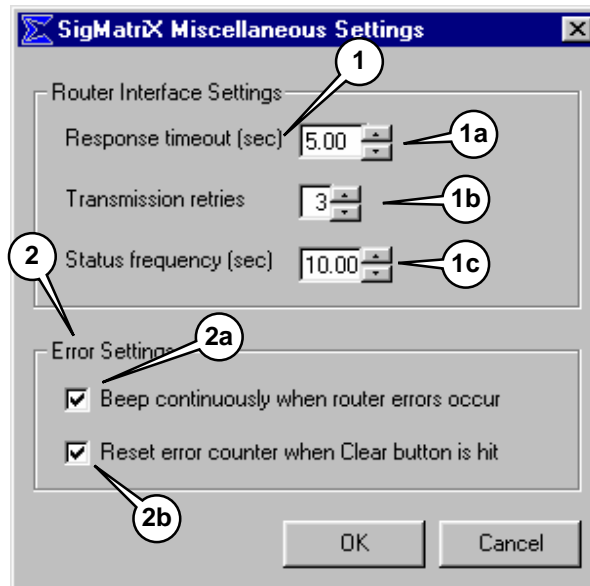 SigMatriX Miscellaneous Settings
1
Router Interface Settings
Response timeout (sec) 5.00 1a
Transmission retries 3 1b
Status frequency (sec) 10.00 1c
2
Error Settings 2a
Beep continuously when router errors occur
Reset error counter when Clear button is hit
2b
OK Cancel